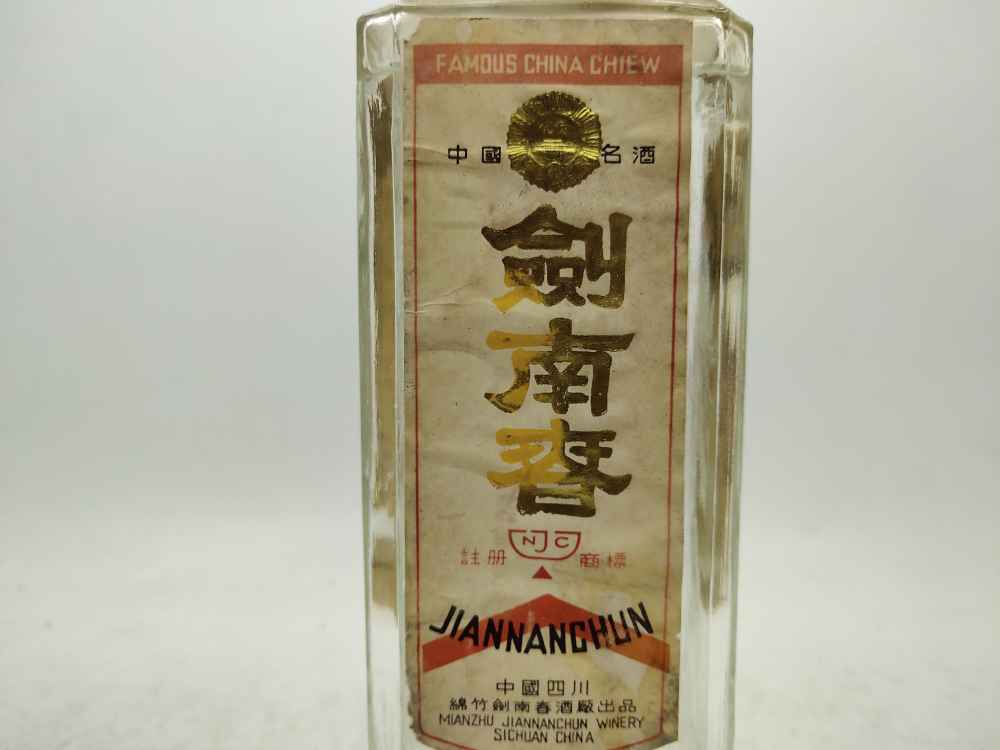 FAMOUS CHINA CHIEW
中國 名酒
劍南春
NJC
註册 商標
JIANNANCHUN
中國四川
綿竹劍南春酒廠出品
MIANZHU JIANNANCHUN WINERY
SICHUAN CHINA